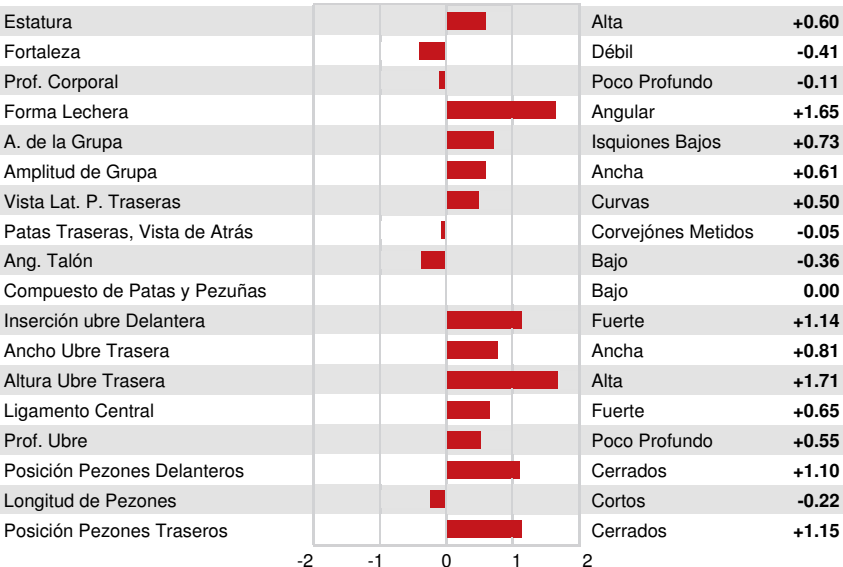 Estatura Alta +0.60
Fortaleza Débil -0.41
Prof. Corporal Poco Profundo -0.11
Forma Lechera Angular +1.65
A. de la Grupa Isquiones Bajos +0.73
Amplitud de Grupa Ancha +0.61
Vista Lat. P. Traseras Curvas +0.50
Patas Traseras, Vista de Atrás Corvejónes Metidos -0.05
Ang. Talón Bajo -0.36
Compuesto de Patas y Pezuñas Bajo 0.00
Inserción ubre Delantera Fuerte +1.14
Ancho Ubre Trasera Ancha +0.81
Altura Ubre Trasera Alta +1.71
Ligamento Central Fuerte +0.65
Prof. Ubre Poco Profundo +0.55
Posición Pezones Delanteros Cerrados +1.10
Longitud de Pezones Cortos -0.22
Posición Pezones Traseros Cerrados +1.15
-2 -1 0 1 2